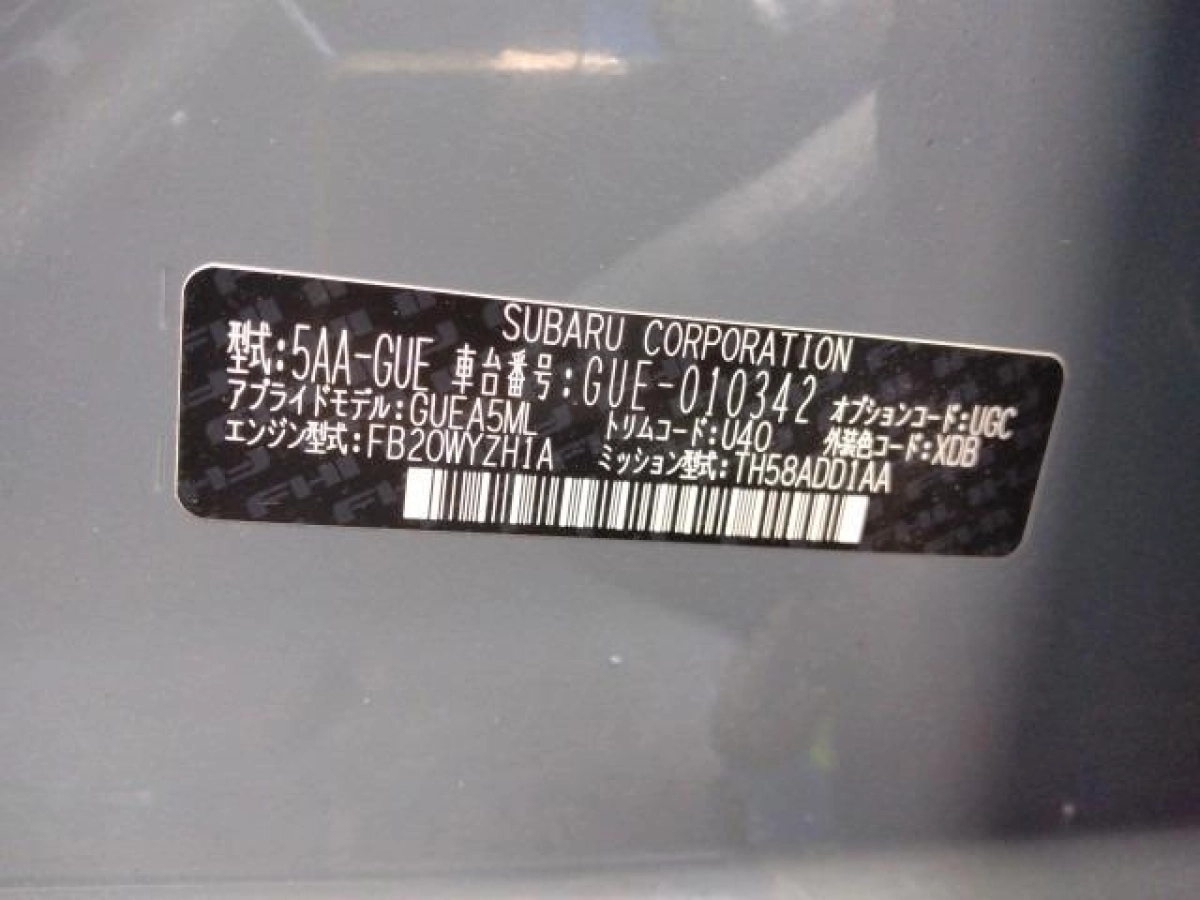 SUBARU CORPORATION
型式:5AA-GUE 車台番号:GUE-010342
アプライドモデル:GUEA5ML トリムコード:U40 オプションコード:UGC
エンジン型式:FB20WYZH1A ミッション型式:TH58ADD1AA 外装色コード:XDB